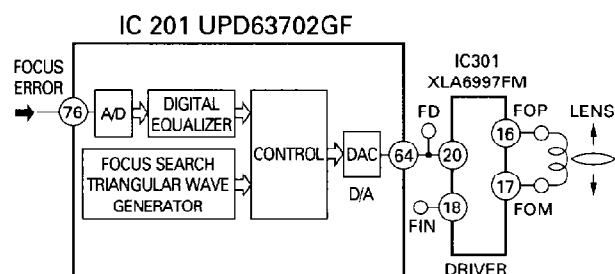 IC 201 UPD63702GF
FOCUS
ERROR
76
A/D
DIGITAL
EQUALIZER
FOCUS SEARCH
TRIANGULAR WAVE
GENERATOR
CONTROL
DAC
D/A
64
FD
IC301
XLA6997FM
20
18
FIN
16
17
FOP
FOM
LENS
DRIVER